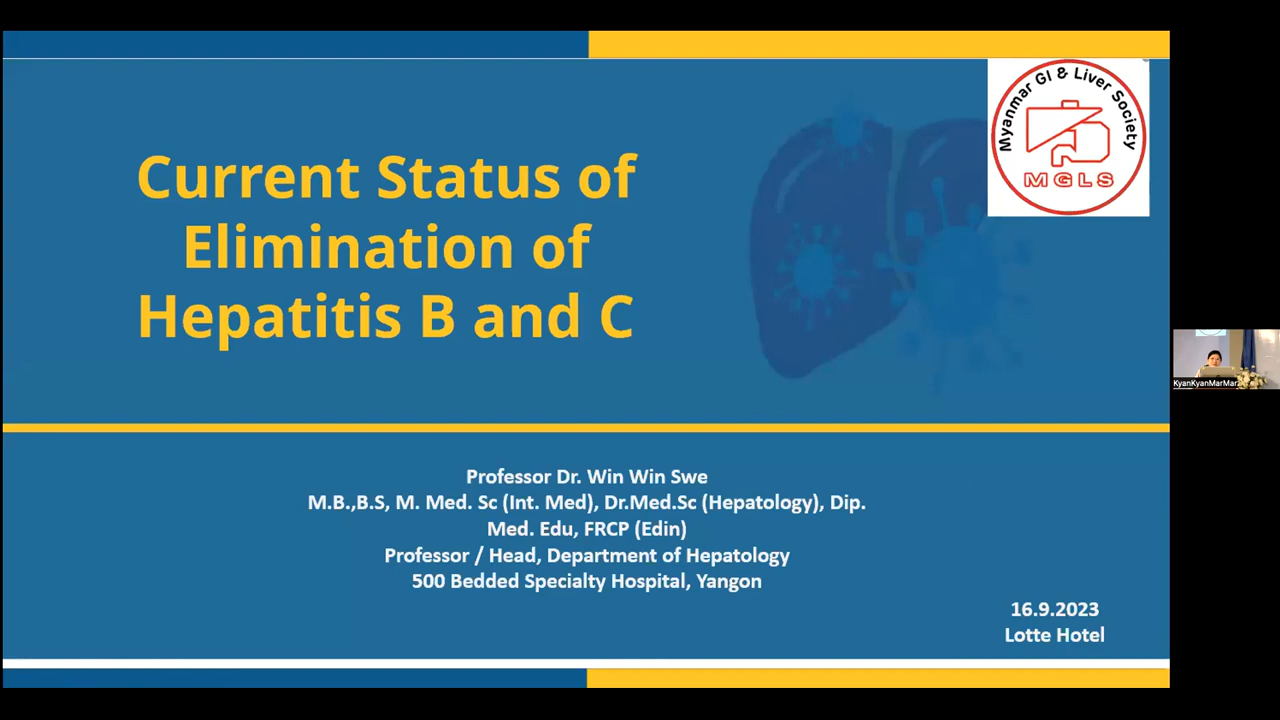 Myanmar GI & Liver Society
MGLS
Current Status of
Elimination of
Hepatitis B and C
Professor Dr. Win Win Swe
M.B.,B.S, M. Med. Sc (Int. Med), Dr.Med.Sc (Hepatology), Dip.
Med. Edu, FRCP (Edin)
Professor / Head, Department of Hepatology
500 Bedded Specialty Hospital, Yangon
16.9.2023
Lotte Hotel
KyanKyanMarMar